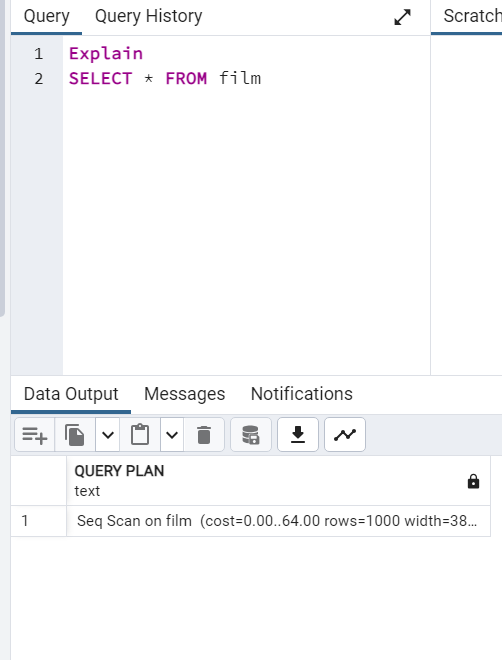 Query Query History Scratch
1 Explain
2 SELECT * FROM film
Data Output Messages Notifications
QUERY PLAN
text
1 Seq Scan on film (cost=0.00..64.00 rows=1000 width=38...